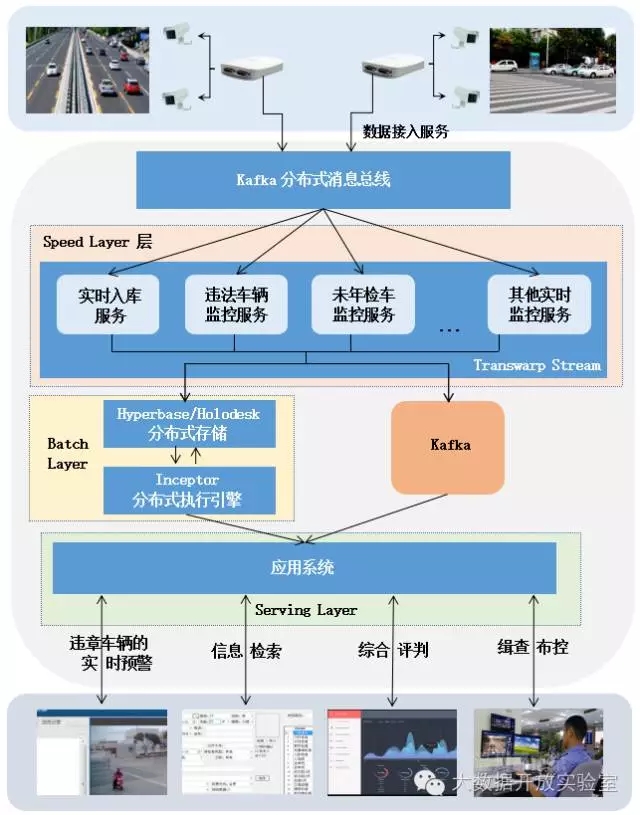 数据接入服务
Kafka 分布式消息总线
Speed Layer 层
实时入库
服务
违法车辆
监控服务
未年检车
监控服务
...
其他实时
监控服务
Transwarp Stream
Batch
Layer
Hyperbase/Holodesk
分布式存储
Inceptor
分布式执行引擎
Kafka
应用系统
Serving Layer
违章车辆的
实 时预警
信息 检索
综合 评判
缉查 布控
大数据开放实验室